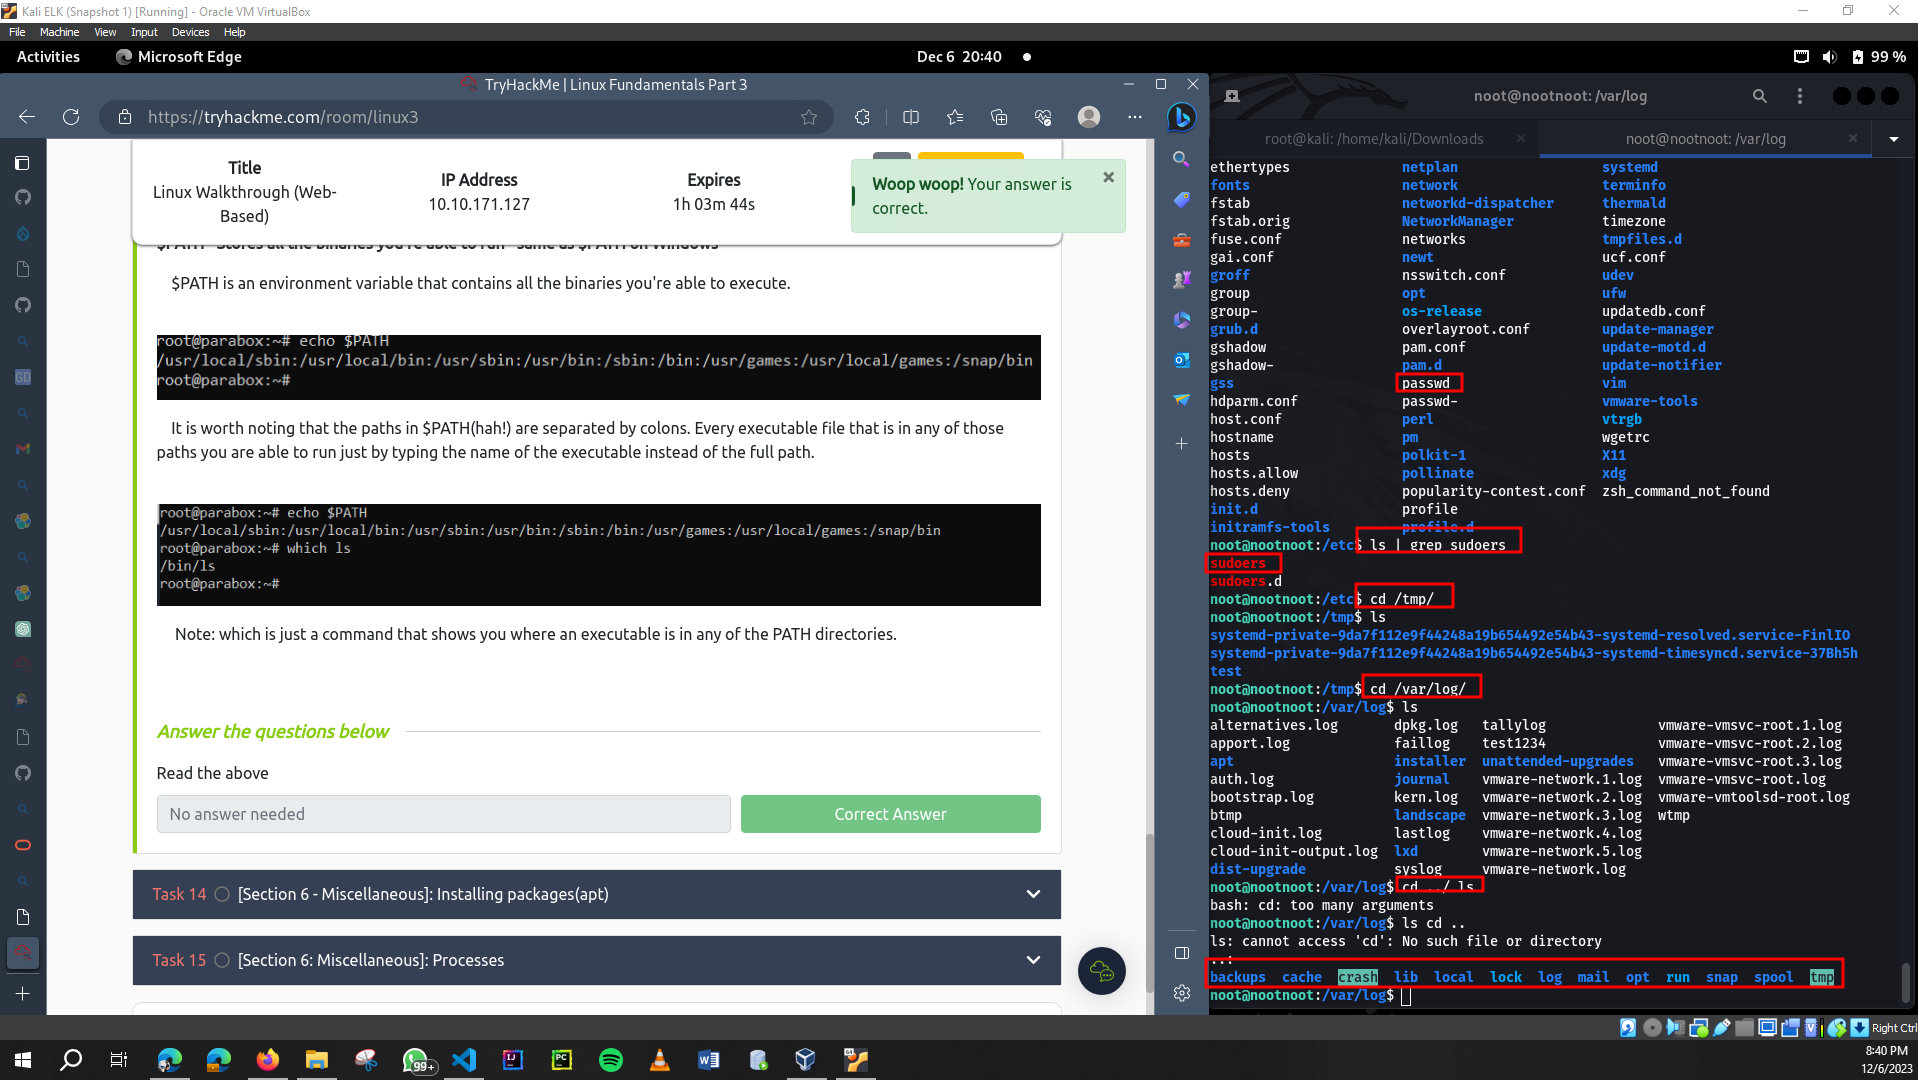 Kali ELK (Snapshot 1) [Running] - Oracle VM VirtualBox
File Machine View Input Devices Help
Activities Microsoft Edge Dec 6 20:40 99 %
TryHackMe | Linux Fundamentals Part 3
https://tryhackme.com/room/linux3
Title
Linux Walkthrough (Web-
Based)
IP Address
10.10.171.127
Expires
1h 03m 44s
Woop woop! Your answer is
correct.
$PATH - Stores all the binaries you're able to run - same as $PATH on Windows
$PATH is an environment variable that contains all the binaries you're able to execute.
root@parabox:~# echo $PATH
/usr/local/sbin:/usr/local/bin:/usr/sbin:/usr/bin:/sbin:/bin:/usr/games:/usr/local/games:/snap/bin
root@parabox:~#
It is worth noting that the paths in $PATH(hah!) are separated by colons. Every executable file that is in any of those
paths you are able to run just by typing the name of the executable instead of the full path.
root@parabox:~# echo $PATH
/usr/local/sbin:/usr/local/bin:/usr/sbin:/usr/bin:/sbin:/bin:/usr/games:/usr/local/games:/snap/bin
root@parabox:~# which ls
/bin/ls
root@parabox:~#
Note: which is just a command that shows you where an executable is in any of the PATH directories.
Answer the questions below
Read the above
No answer needed
Correct Answer
Task 14 [Section 6 - Miscellaneous]: Installing packages(apt)
Task 15 [Section 6: Miscellaneous]: Processes
GD
noot@nootnoot: /var/log
root@kali: /home/kali/Downloads
noot@nootnoot: /var/log
ethertypes netplan systemd
fonts network terminfo
fstab networkd-dispatcher thermald
fstab.orig NetworkManager timezone
fuse.conf networks tmpfiles.d
gai.conf newt ucf.conf
groff nsswitch.conf udev
group opt ufw
group- os-release updatedb.conf
grub.d overlayroot.conf update-manager
gshadow pam.conf update-motd.d
gshadow- pam.d update-notifier
gss passwd vim
hdparm.conf passwd- vmware-tools
host.conf perl vtrgb
hostname pm wgetrc
hosts polkit-1 X11
hosts.allow pollinate xdg
hosts.deny popularity-contest.conf zsh_command_not_found
init.d profile
initramfs-tools profile.d
noot@nootnoot:/etc$ ls | grep sudoers
sudoers
sudoers.d
noot@nootnoot:/etc$ cd /tmp/
noot@nootnoot:/tmp$ ls
systemd-private-9da7f112e9f44248a19b654492e54b43-systemd-resolved.service-FinlIO
systemd-private-9da7f112e9f44248a19b654492e54b43-systemd-timesyncd.service-37Bh5h
test
noot@nootnoot:/tmp$ cd /var/log/
noot@nootnoot:/var/log$ ls
alternatives.log dpkg.log tallylog vmware-vmsvc-root.1.log
apport.log faillog test1234 vmware-vmsvc-root.2.log
apt installer unattended-upgrades vmware-vmsvc-root.3.log
auth.log journal vmware-network.1.log vmware-vmsvc-root.log
bootstrap.log kern.log vmware-network.2.log vmware-vmtoolsd-root.log
btmp landscape vmware-network.3.log wtmp
cloud-init.log lastlog vmware-network.4.log
cloud-init-output.log lxd vmware-network.5.log
dist-upgrade syslog vmware-network.log
noot@nootnoot:/var/log$ cd ../ ls
bash: cd: too many arguments
noot@nootnoot:/var/log$ ls cd ..
ls: cannot access 'cd': No such file or directory
..:
backups cache crash lib local lock log mail opt run snap spool tmp
noot@nootnoot:/var/log$
Right Ctrl
99+
8:40 PM
12/6/2023